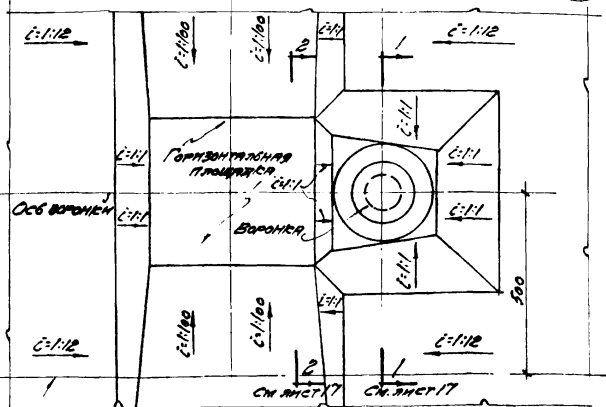 i=1:12
i=1:100
i=1:100
i=1:1
2
1
i=1:12
i=1:1
i=1:1
Горизонтальная
площадка
i=1:1
i=1:1
Ось воронки
i=1:1
Воронка
i=1:1
i=1:1
i=1:100
i=1:100
i=1:1
500
i=1:12
i=1:12
2
1
См лист 17
См. лист 17